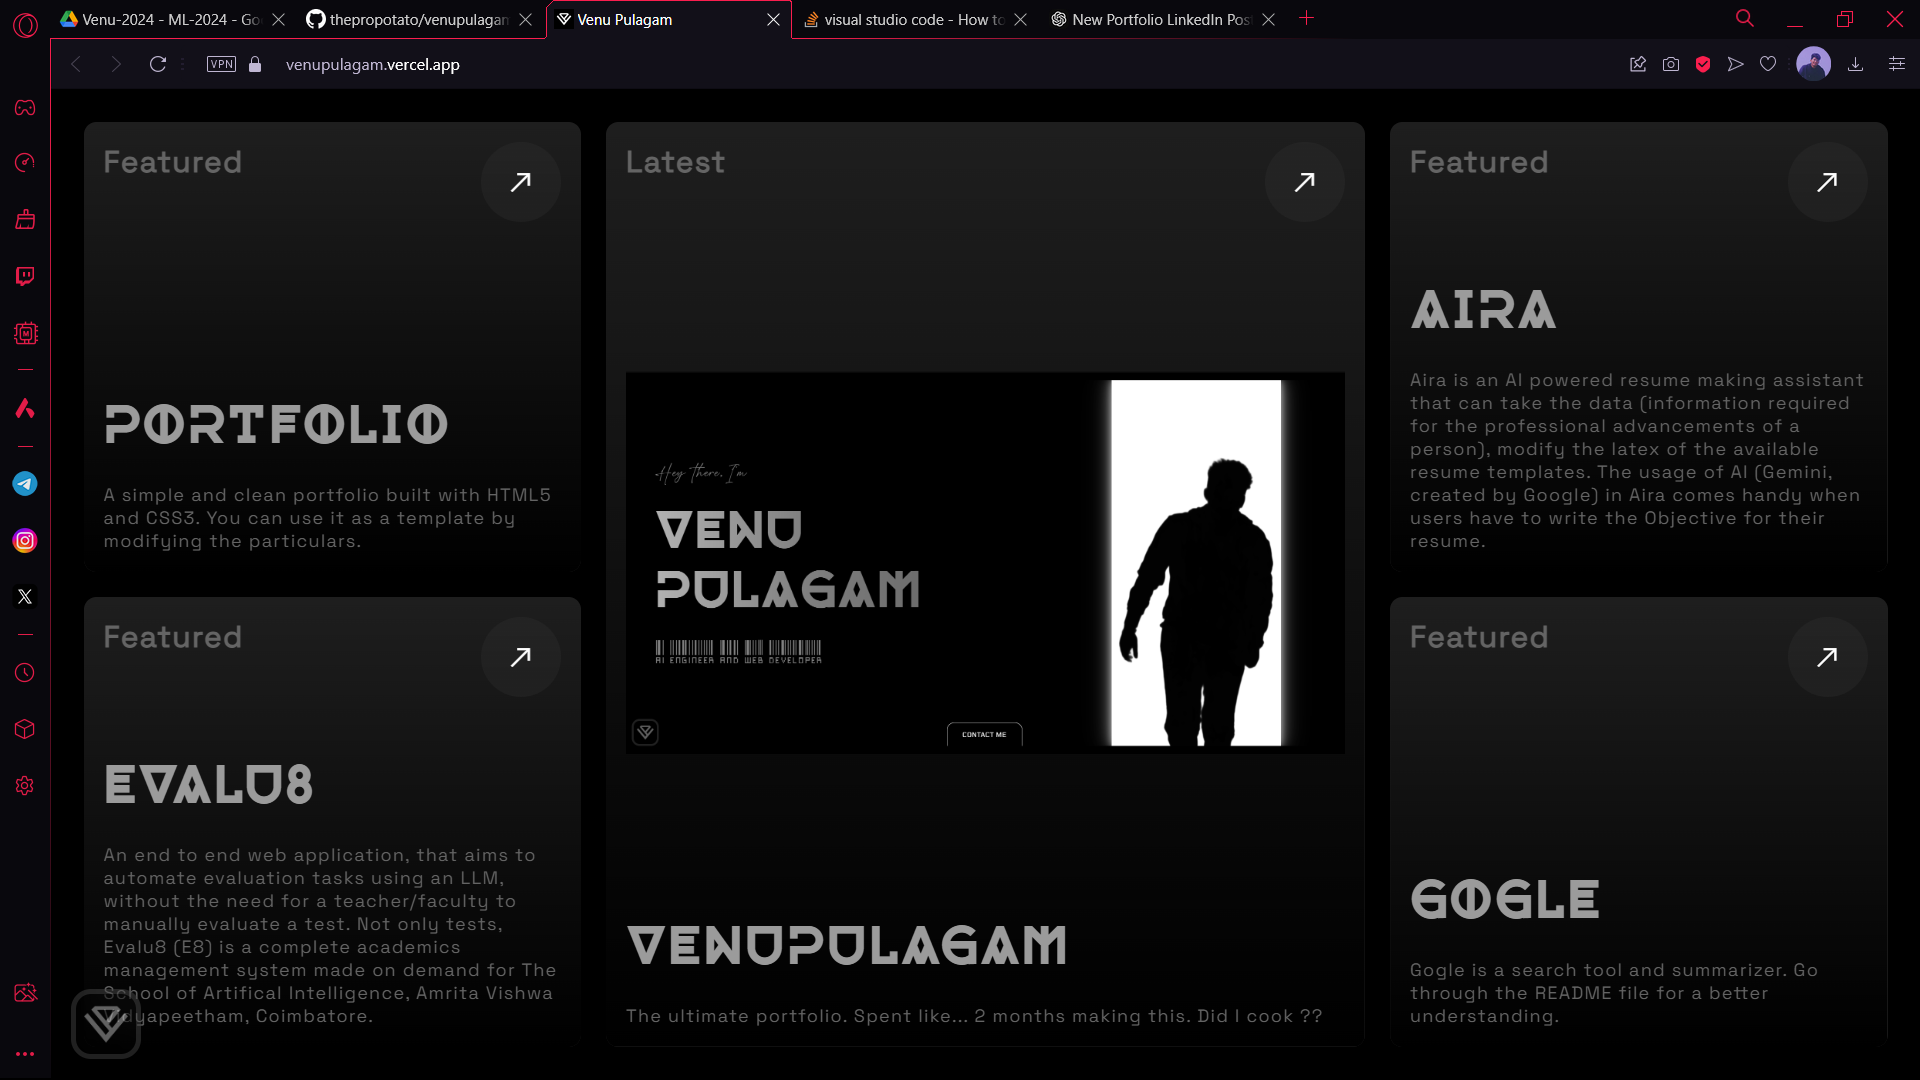 Venu-2024 - ML-2024 - Go
thepropotato/venupulagam
Venu Pulagam
visual studio code - How to
New Portfolio LinkedIn Pos
VPN
venupulagam.vercel.app
Featured
PORTFOLIO
A simple and clean portfolio built with HTML5
and CSS3. You can use it as a template by
modifying the particulars.
Featured
EVALU8
An end to end web application, that aims to
automate evaluation tasks using an LLM,
without the need for a teacher/faculty to
manually evaluate a test. Not only tests,
Evalu8 (E8) is a complete academics
management system made on demand for The
School of Artifical Intelligence, Amrita Vishwa
Vidyapeetham, Coimbatore.
Latest
Hey There, I'm
VENU
PULAGAM
AI ENGINEER AND WEB DEVELOPER
CONTACT ME
VENUPULAGAM
The ultimate portfolio. Spent like... 2 months making this. Did I cook ??
Featured
AIRA
Aira is an AI powered resume making assistant
that can take the data (information required
for the professional advancements of a
person), modify the latex of the available
resume templates. The usage of AI (Gemini,
created by Google) in Aira comes handy when
users have to write the Objective for their
resume.
Featured
GOGLE
Gogle is a search tool and summarizer. Go
through the README file for a better
understanding.